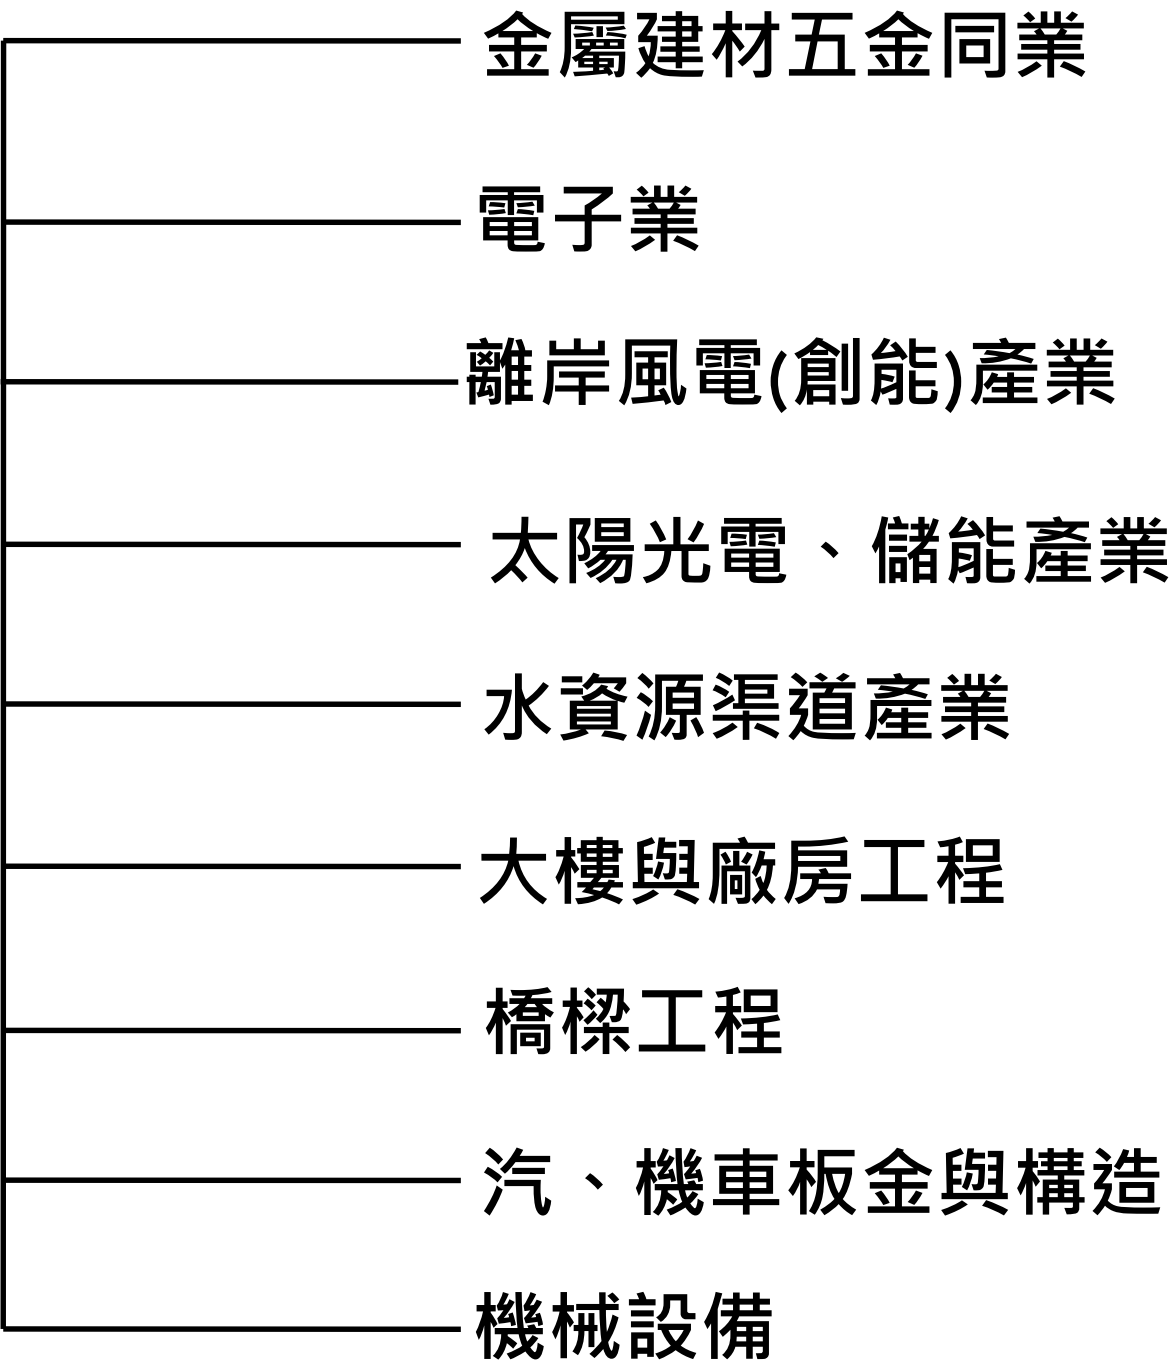 金屬建材五金同業
電子業
離岸風電(創能)產業
太陽光電、儲能產業
水資源渠道產業
大樓與廠房工程
橋樑工程
汽、機車板金與構造
機械設備